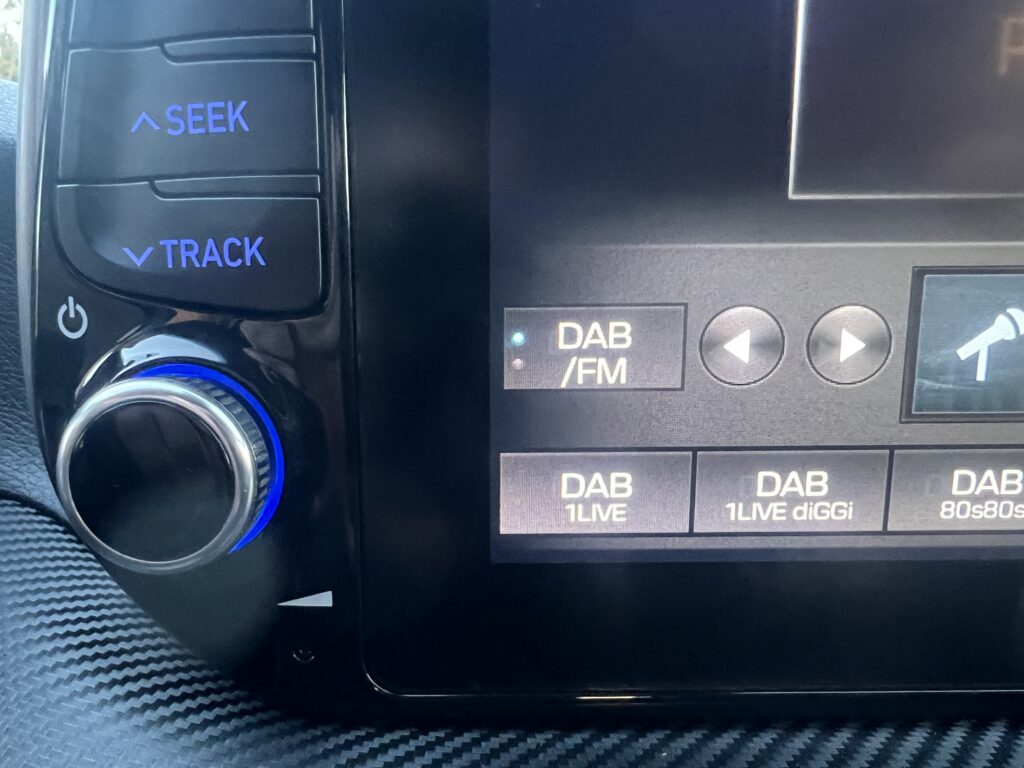 SEEK
TRACK
DAB
/FM
DAB
1LIVE
DAB
1LIVE diGGi
DAB
80s80s